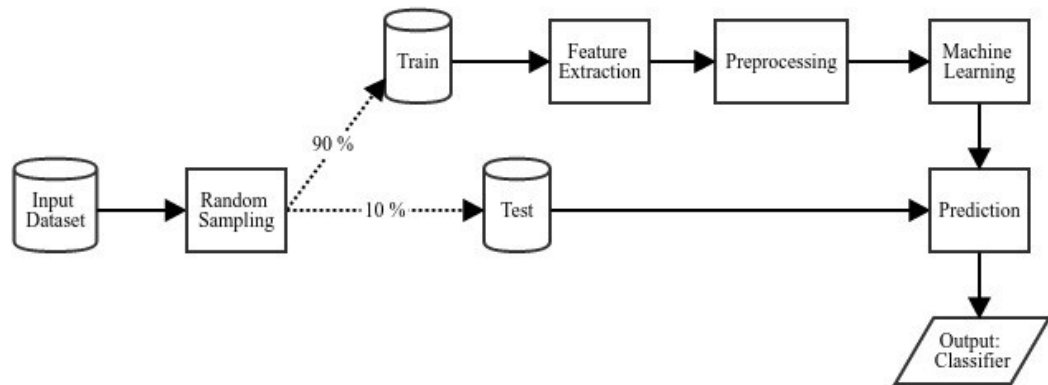 Train
Feature
Extraction
Preprocessing
Machine
Learning
90 %
Input
Dataset
Random
Sampling
10 %
Test
Prediction
Output:
Classifier